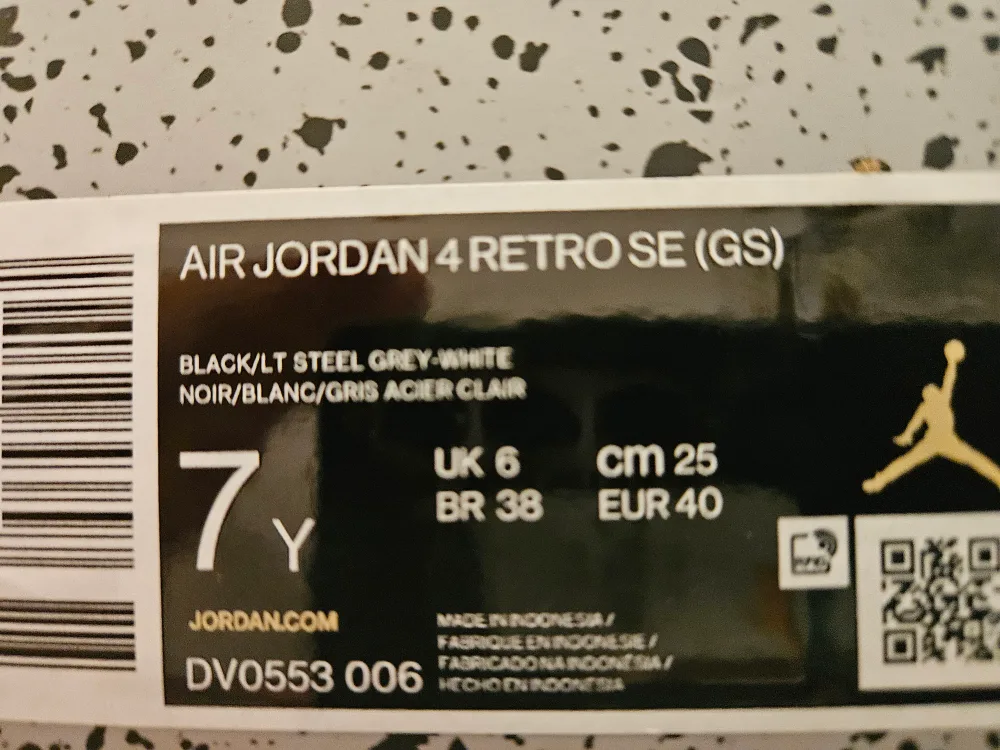 AIR JORDAN 4 RETRO SE (GS)
BLACK/LT STEEL GREY-WHITE
NOIR/BLANC/GRIS ACIER CLAIR
7 Y
UK 6 cm 25
BR 38 EUR 40
JORDAN.COM
DV0553 006
MADE IN INDONESIA /
FABRIQUE EN INDONESIE /
FABRICADO NA INDONÉSIA /
HECHO EN INDONESIA